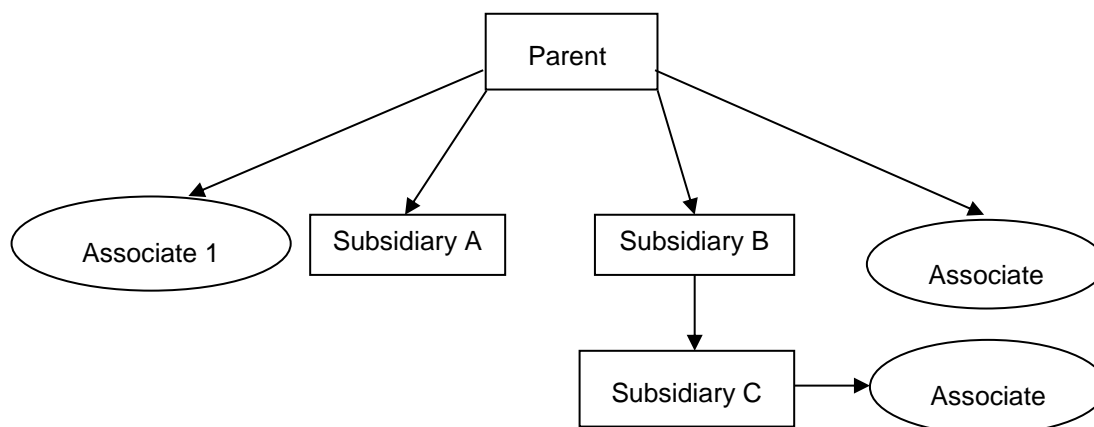 Parent
Associate 1
Subsidiary A
Subsidiary B
Associate
Subsidiary C
Associate